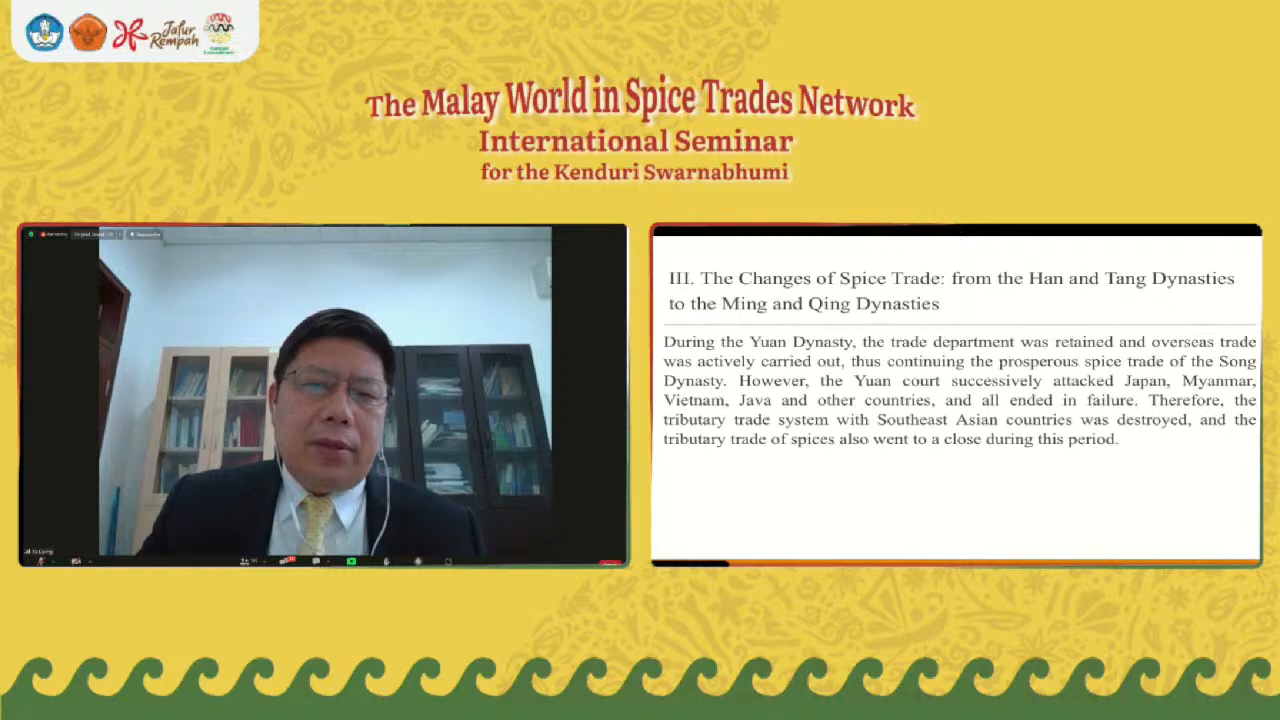 Jalur
Rempah
The Malay World in Spice Trades Network
International Seminar
for the Kenduri Swarnabhumi
III. The Changes of Spice Trade: from the Han and Tang Dynasties
to the Ming and Qing Dynasties
During the Yuan Dynasty, the trade department was retained and overseas trade
was actively carried out, thus continuing the prosperous spice trade of the Song
Dynasty. However, the Yuan court successively attacked Japan, Myanmar,
Vietnam, Java and other countries, and all ended in failure. Therefore, the
tributary trade system with Southeast Asian countries was destroyed, and the
tributary trade of spices also went to a close during this period.